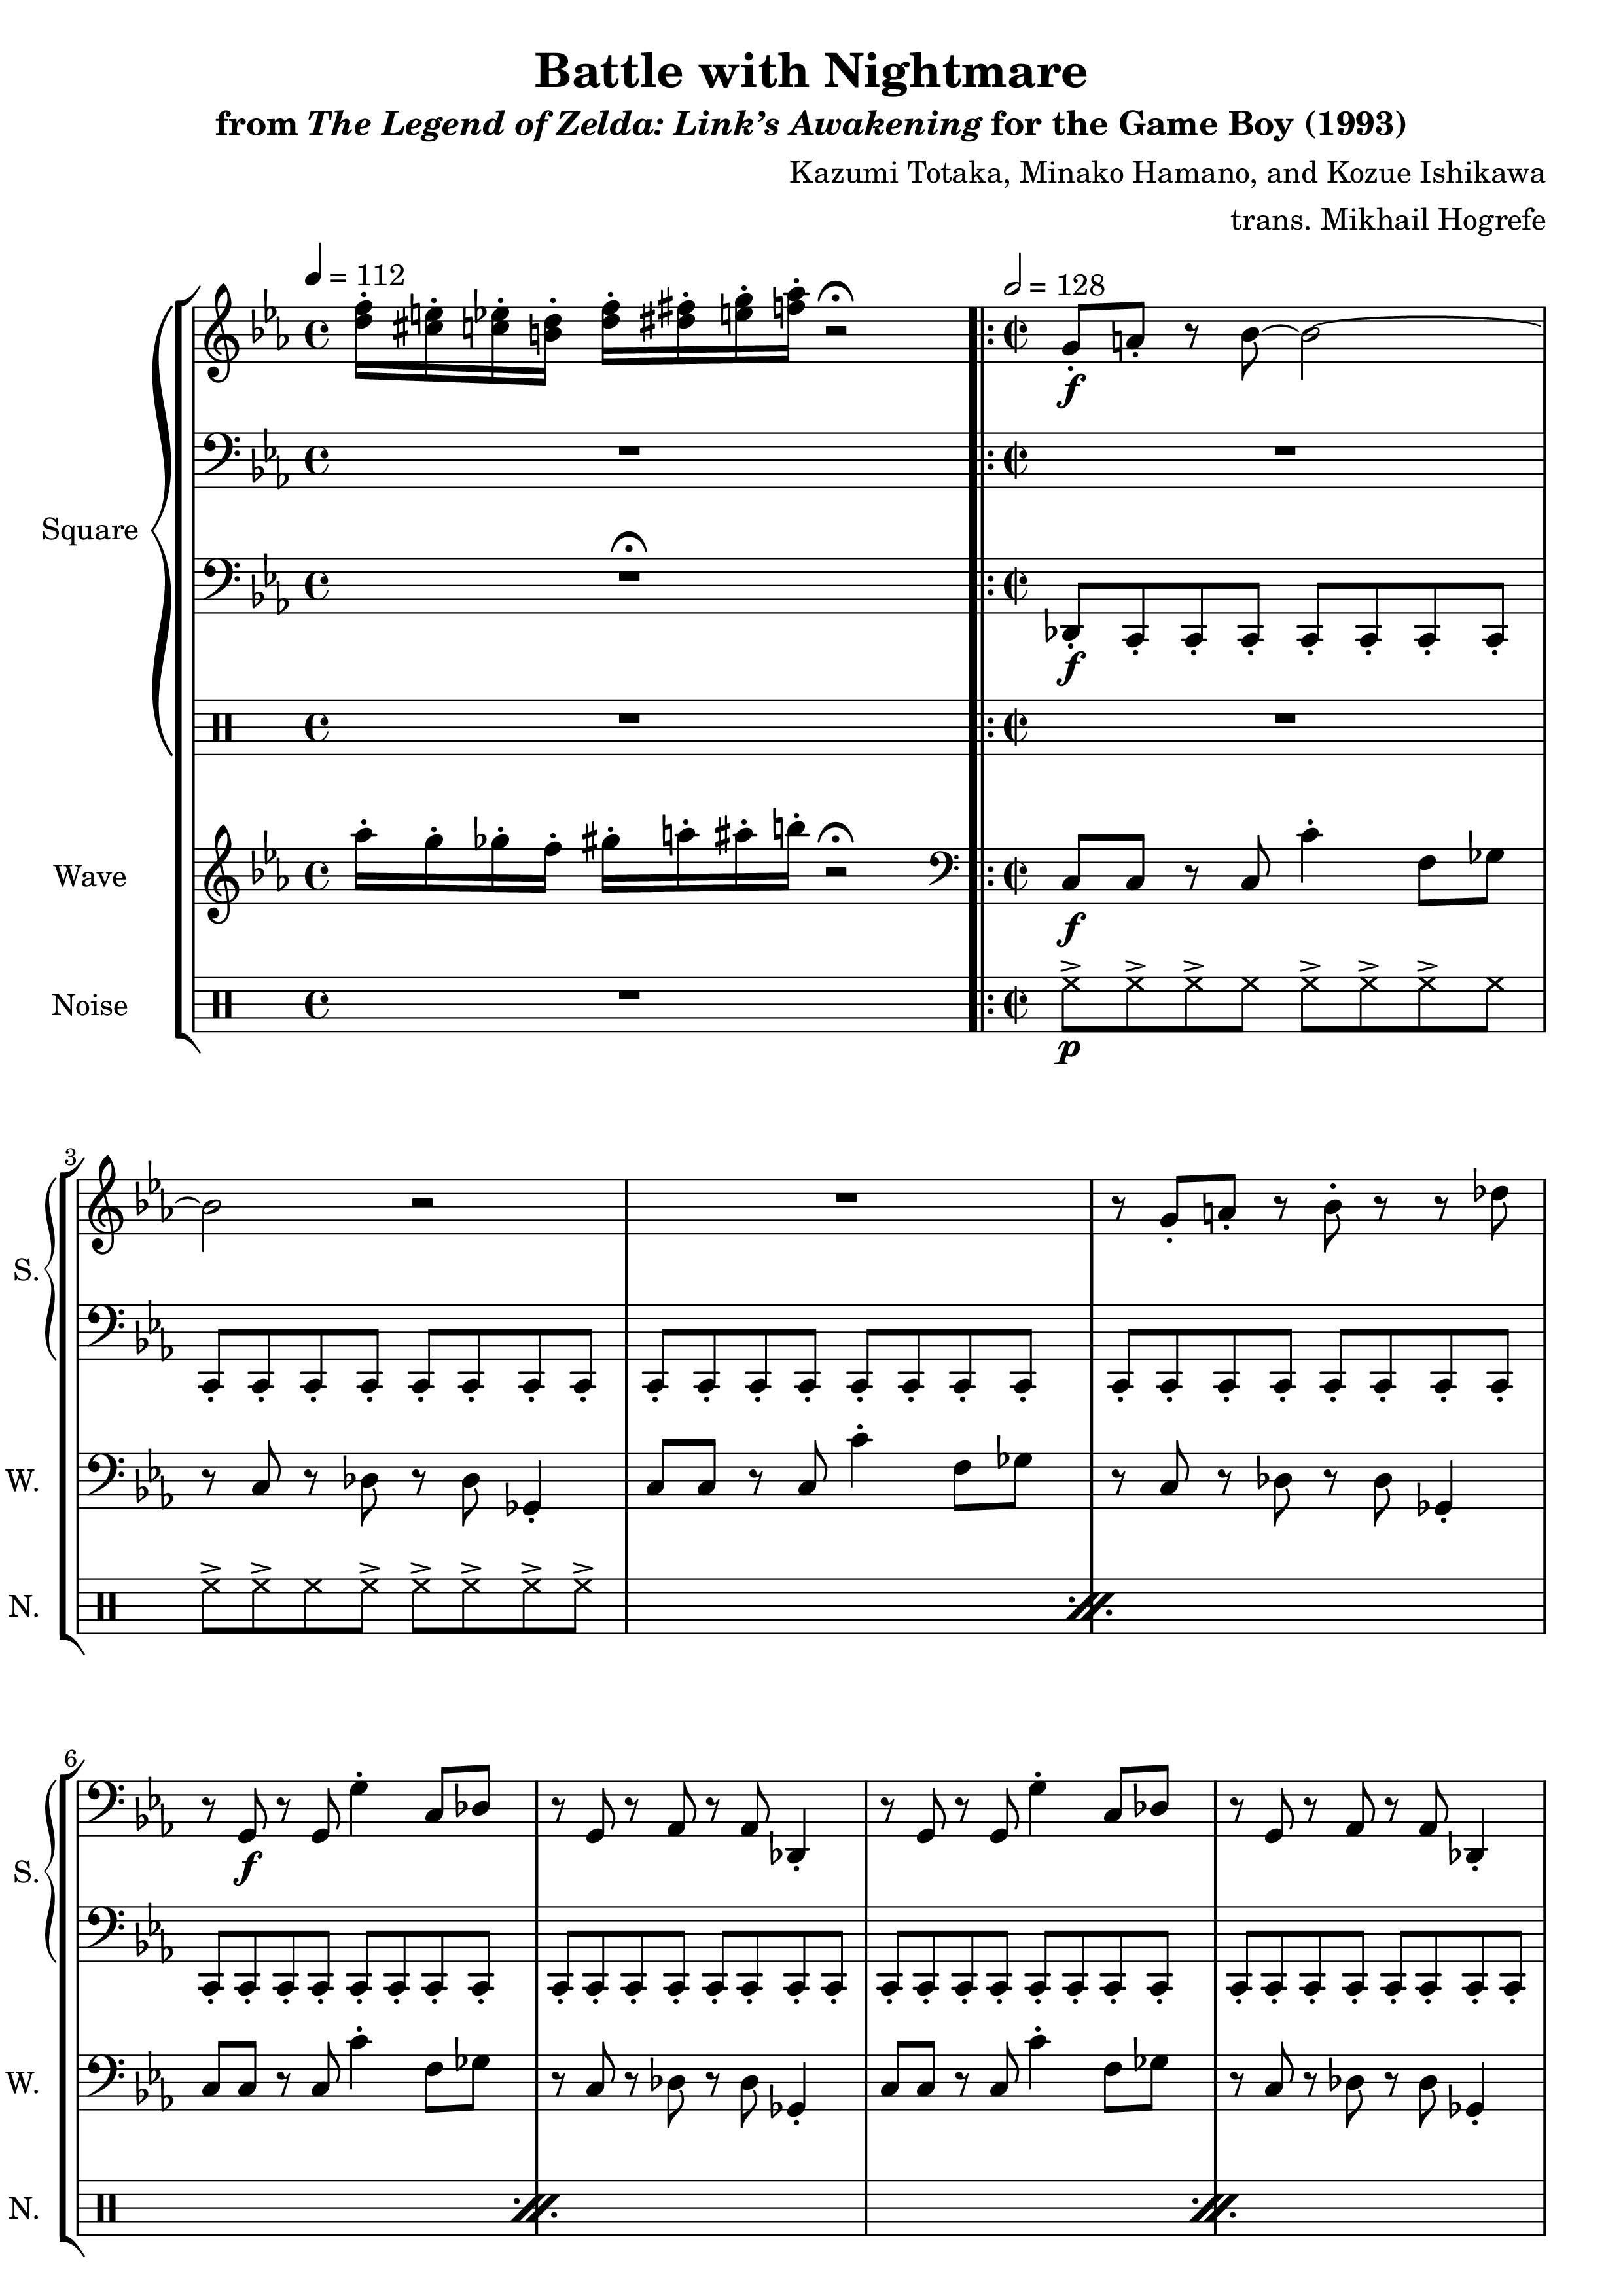 Battle with Nightmare
from The Legend of Zelda: Link’s Awakening for the Game Boy (1993)
Kazumi Totaka, Minako Hamano, and Kozue Ishikawa
trans. Mikhail Hogrefe
= 112
= 128
f
Square
f
Wave
f
Noise
p
3
S.
W.
N.
6
S.
f
W.
N.